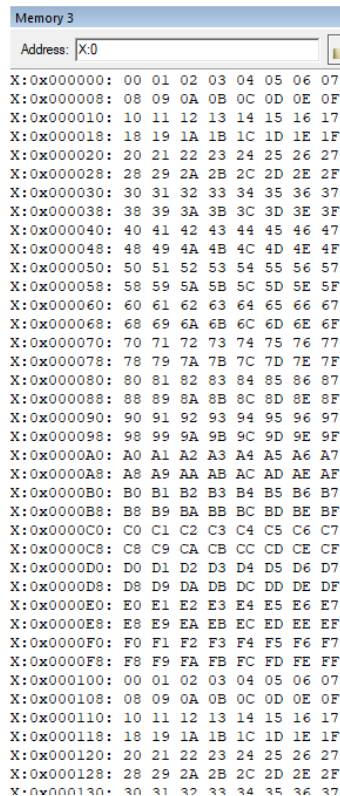 Memory 3
Address: X:0
X:0x000000: 00 01 02 03 04 05 06 07
X:0x000008: 08 09 0A 0B 0C 0D 0E 0F
X:0x000010: 10 11 12 13 14 15 16 17
X:0x000018: 18 19 1A 1B 1C 1D 1E 1F
X:0x000020: 20 21 22 23 24 25 26 27
X:0x000028: 28 29 2A 2B 2C 2D 2E 2F
X:0x000030: 30 31 32 33 34 35 36 37
X:0x000038: 38 39 3A 3B 3C 3D 3E 3F
X:0x000040: 40 41 42 43 44 45 46 47
X:0x000048: 48 49 4A 4B 4C 4D 4E 4F
X:0x000050: 50 51 52 53 54 55 56 57
X:0x000058: 58 59 5A 5B 5C 5D 5E 5F
X:0x000060: 60 61 62 63 64 65 66 67
X:0x000068: 68 69 6A 6B 6C 6D 6E 6F
X:0x000070: 70 71 72 73 74 75 76 77
X:0x000078: 78 79 7A 7B 7C 7D 7E 7F
X:0x000080: 80 81 82 83 84 85 86 87
X:0x000088: 88 89 8A 8B 8C 8D 8E 8F
X:0x000090: 90 91 92 93 94 95 96 97
X:0x000098: 98 99 9A 9B 9C 9D 9E 9F
X:0x0000A0: A0 A1 A2 A3 A4 A5 A6 A7
X:0x0000A8: A8 A9 AA AB AC AD AE AF
X:0x0000B0: B0 B1 B2 B3 B4 B5 B6 B7
X:0x0000B8: B8 B9 BA BB BC BD BE BF
X:0x0000C0: C0 C1 C2 C3 C4 C5 C6 C7
X:0x0000C8: C8 C9 CA CB CC CD CE CF
X:0x0000D0: D0 D1 D2 D3 D4 D5 D6 D7
X:0x0000D8: D8 D9 DA DB DC DD DE DF
X:0x0000E0: E0 E1 E2 E3 E4 E5 E6 E7
X:0x0000E8: E8 E9 EA EB EC ED EE EF
X:0x0000F0: F0 F1 F2 F3 F4 F5 F6 F7
X:0x0000F8: F8 F9 FA FB FC FD FE FF
X:0x000100: 00 01 02 03 04 05 06 07
X:0x000108: 08 09 0A 0B 0C 0D 0E 0F
X:0x000110: 10 11 12 13 14 15 16 17
X:0x000118: 18 19 1A 1B 1C 1D 1E 1F
X:0x000120: 20 21 22 23 24 25 26 27
X:0x000128: 28 29 2A 2B 2C 2D 2E 2F
X:0x000130: 30 31 32 33 34 35 36 37